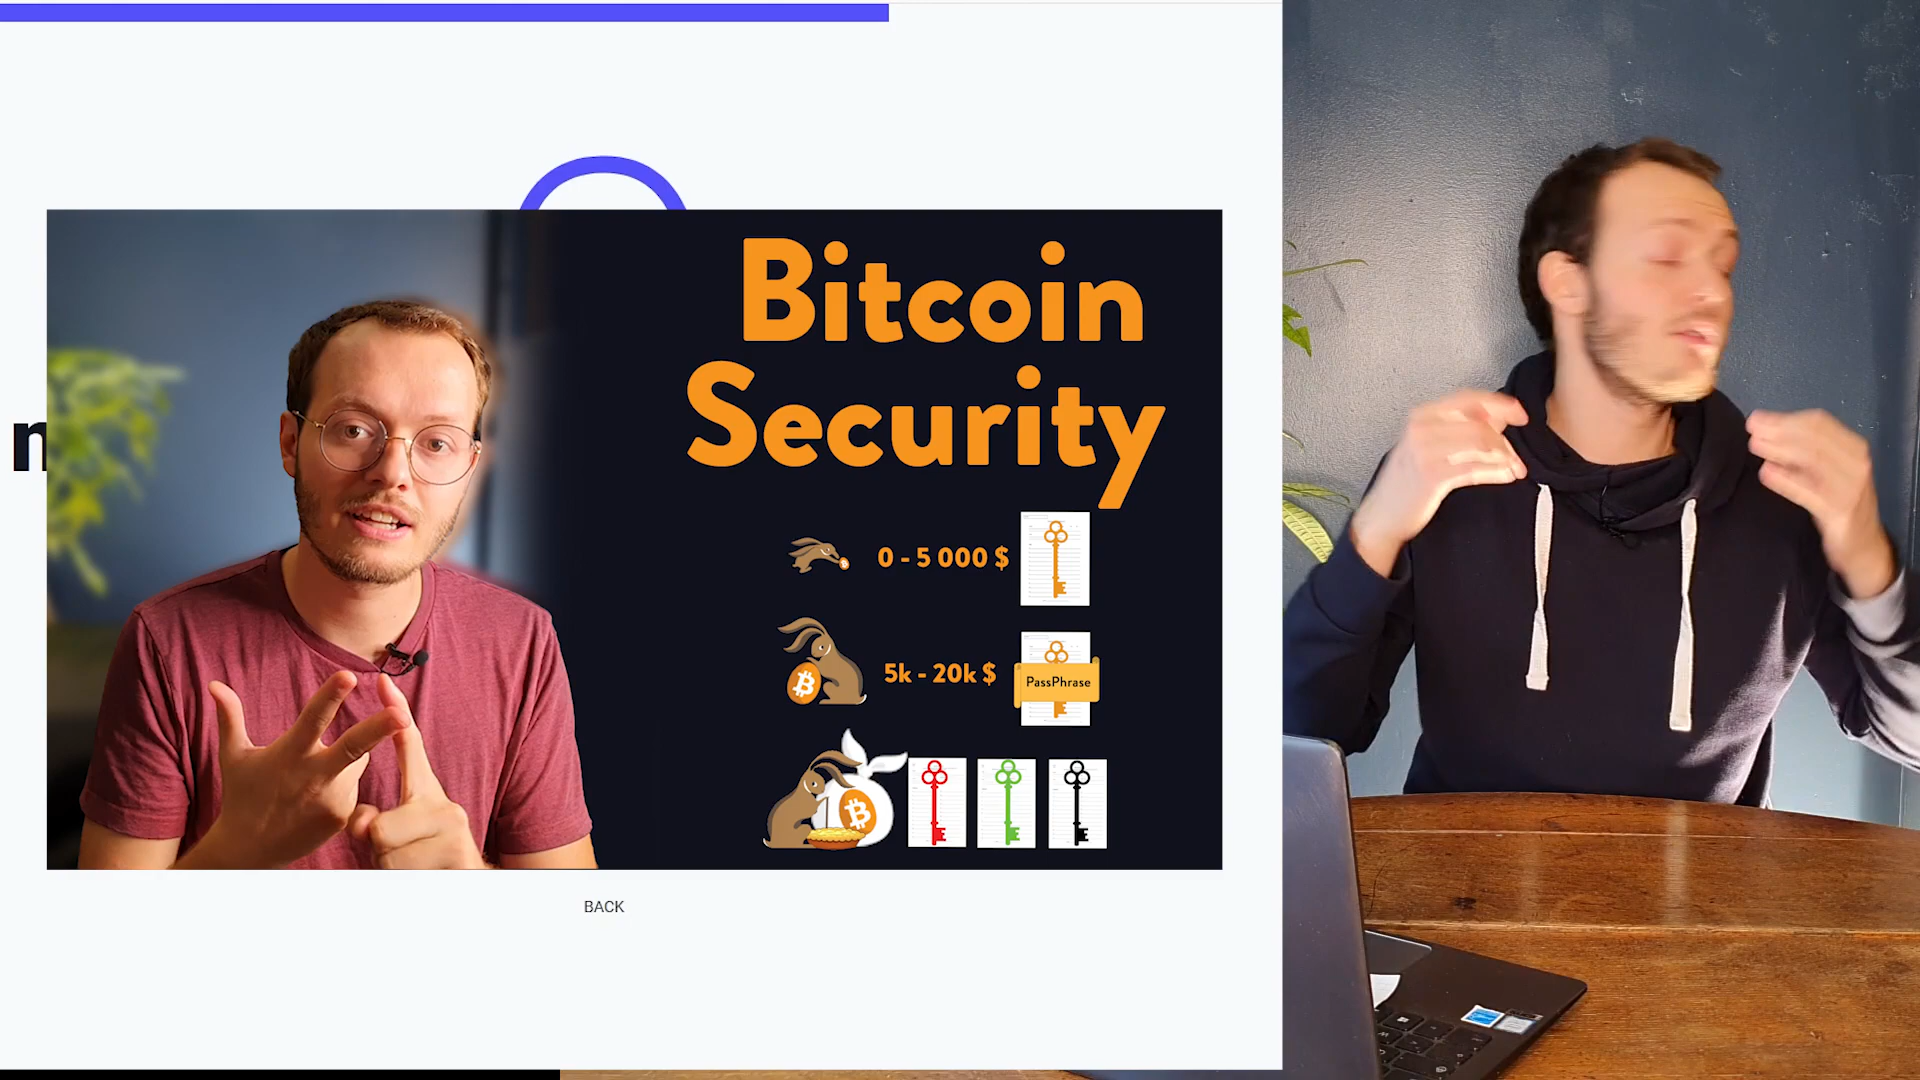 Bitcoin
Security
0 - 5 000 $
5k - 20k $
PassPhrase
BACK